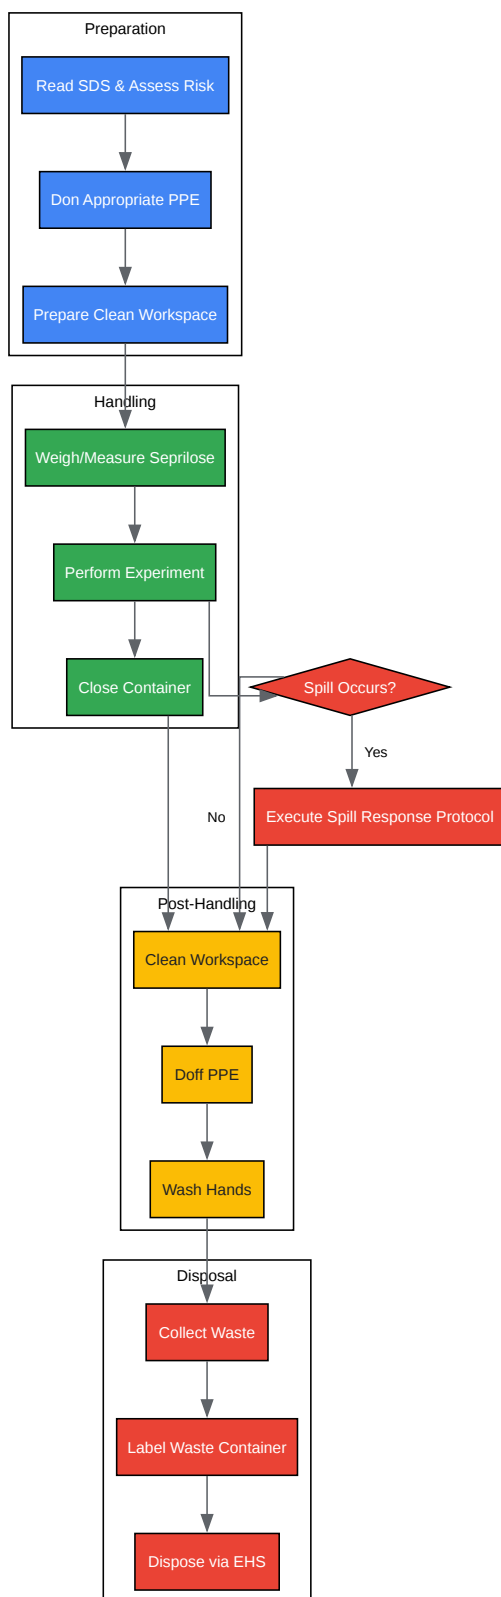 Preparation
Read SDS & Assess Risk
Don Appropriate PPE
Prepare Clean Workspace
Handling
Weigh/Measure Seprilose
Perform Experiment
Close Container
Spill Occurs?
Yes
No
Execute Spill Response Protocol
Post-Handling
Clean Workspace
Doff PPE
Wash Hands
Disposal
Collect Waste
Label Waste Container
Dispose via EHS